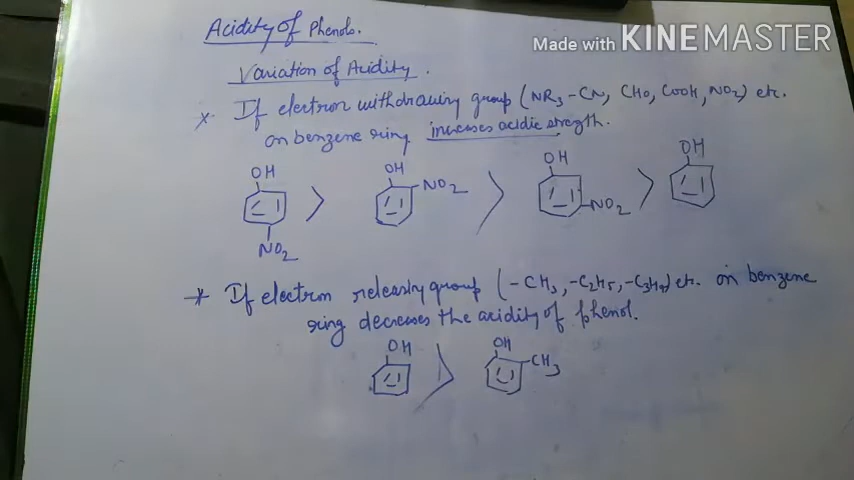 Acidity of Phenols.
Made with KINEMASTER
Variation of Acidity.
* If electron withdrawing group (NR3 -CN, CHO, COOH, NO2) etc.
on benzene ring increases acidic strength.
OH OH OH OH
> NO2 > >
NO2 NO2
* If electron releasing group (-CH3, -C2H5, -C3H7) etc. on benzene
ring decreases the acidity of phenol.
OH > OH
CH3